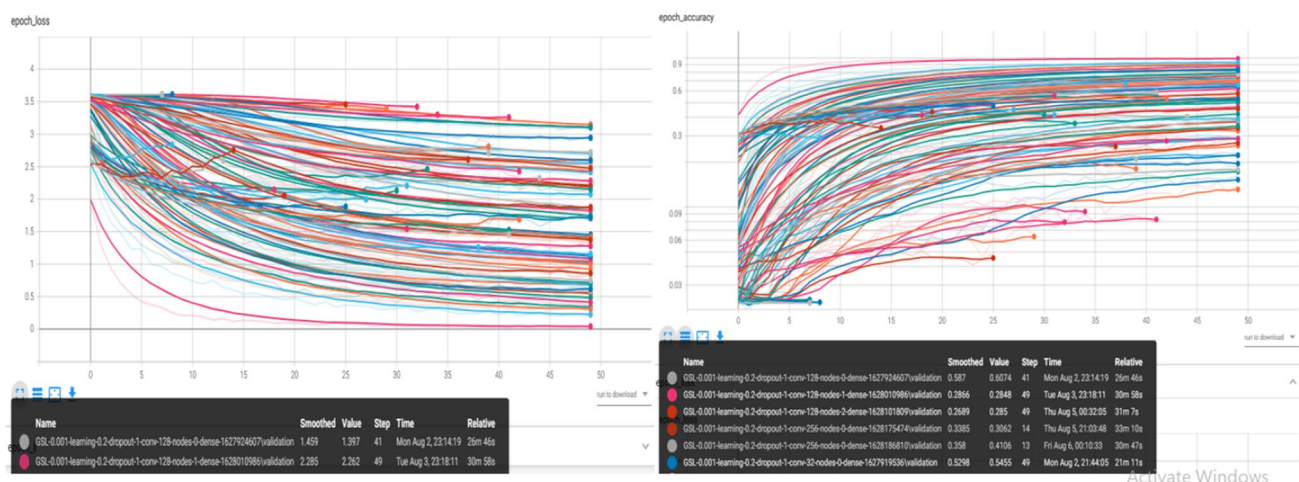 epoch_loss
4
3.5
3
2.5
2
1.5
1
0.5
0
0 5 10 15 20 25 30 35 40 45 50
run to download
Name Smoothed Value Step Time Relative
GSL-0.001-learning-0.2-dropout-1-conv-128-nodes-0-dense-1627924607\validation 1.459 1.397 41 Mon Aug 2, 23:14:19 26m 46s
GSL-0.001-learning-0.2-dropout-1-conv-128-nodes-1-dense-1628010986\validation 2.285 2.262 49 Tue Aug 3, 23:18:11 30m 58s
epoch_accuracy
0.9
0.6
0.3
0.09
0.06
0.03
0 5 10 15 20 25 30 35 40 45 50
run to download
Name Smoothed Value Step Time Relative
GSL-0.001-learning-0.2-dropout-1-conv-128-nodes-0-dense-1627924607\validation 0.587 0.6074 41 Mon Aug 2, 23:14:19 26m 46s
GSL-0.001-learning-0.2-dropout-1-conv-128-nodes-1-dense-1628010986\validation 0.2866 0.2848 49 Tue Aug 3, 23:18:11 30m 58s
GSL-0.001-learning-0.2-dropout-1-conv-128-nodes-2-dense-1628101809\validation 0.2689 0.285 49 Thu Aug 5, 00:32:05 31m 7s
GSL-0.001-learning-0.2-dropout-1-conv-256-nodes-1-dense-1628175474\validation 0.3385 0.3062 14 Thu Aug 5, 21:03:48 33m 10s
GSL-0.001-learning-0.2-dropout-1-conv-256-nodes-0-dense-1628186810\validation 0.358 0.4106 13 Fri Aug 6, 00:10:33 30m 47s
GSL-0.001-learning-0.2-dropout-1-conv-32-nodes-0-dense-1627919536\validation 0.5298 0.5455 49 Mon Aug 2, 21:44:05 21m 11s
Activate Windows